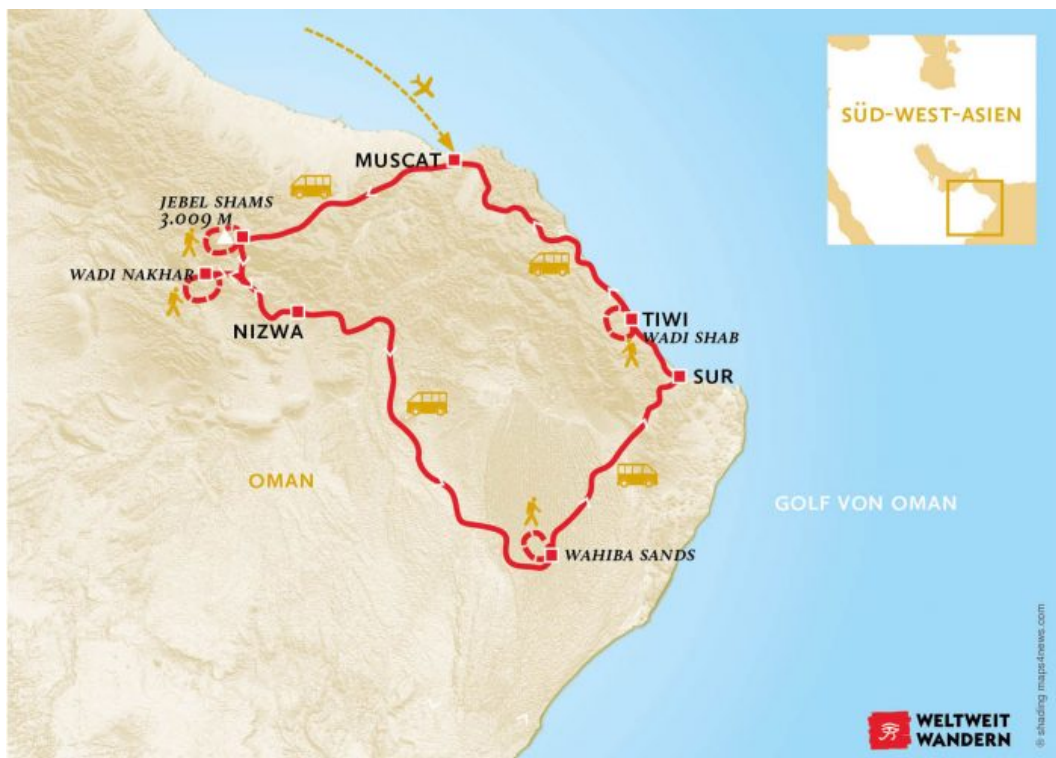 SÜD-WEST-ASIEN
MUSCAT
JEBEL SHAMS
3.009 M
WADI NAKHAR
NIZWA
TIWI
WADI SHAB
SUR
OMAN
GOLF VON OMAN
WAHIBA SANDS
® shading maps4news.com
WELTWEIT
WANDERN